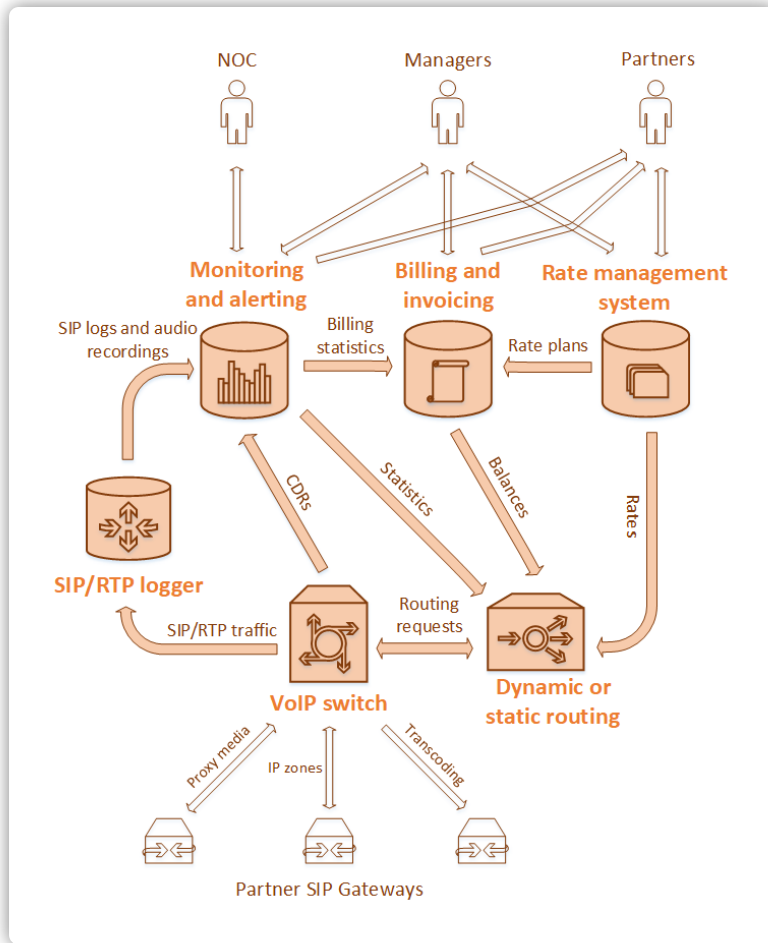 NOC
Managers
Partners
Monitoring
and alerting
Billing and
invoicing
Rate management
system
SIP logs and audio
recordings
Billing
statistics
Rate plans
CDRs
Statistics
Balances
Rates
SIP/RTP logger
SIP/RTP traffic
Routing
requests
VoIP switch
Dynamic or
static routing
Proxy media
IP zones
Transcoding
Partner SIP Gateways